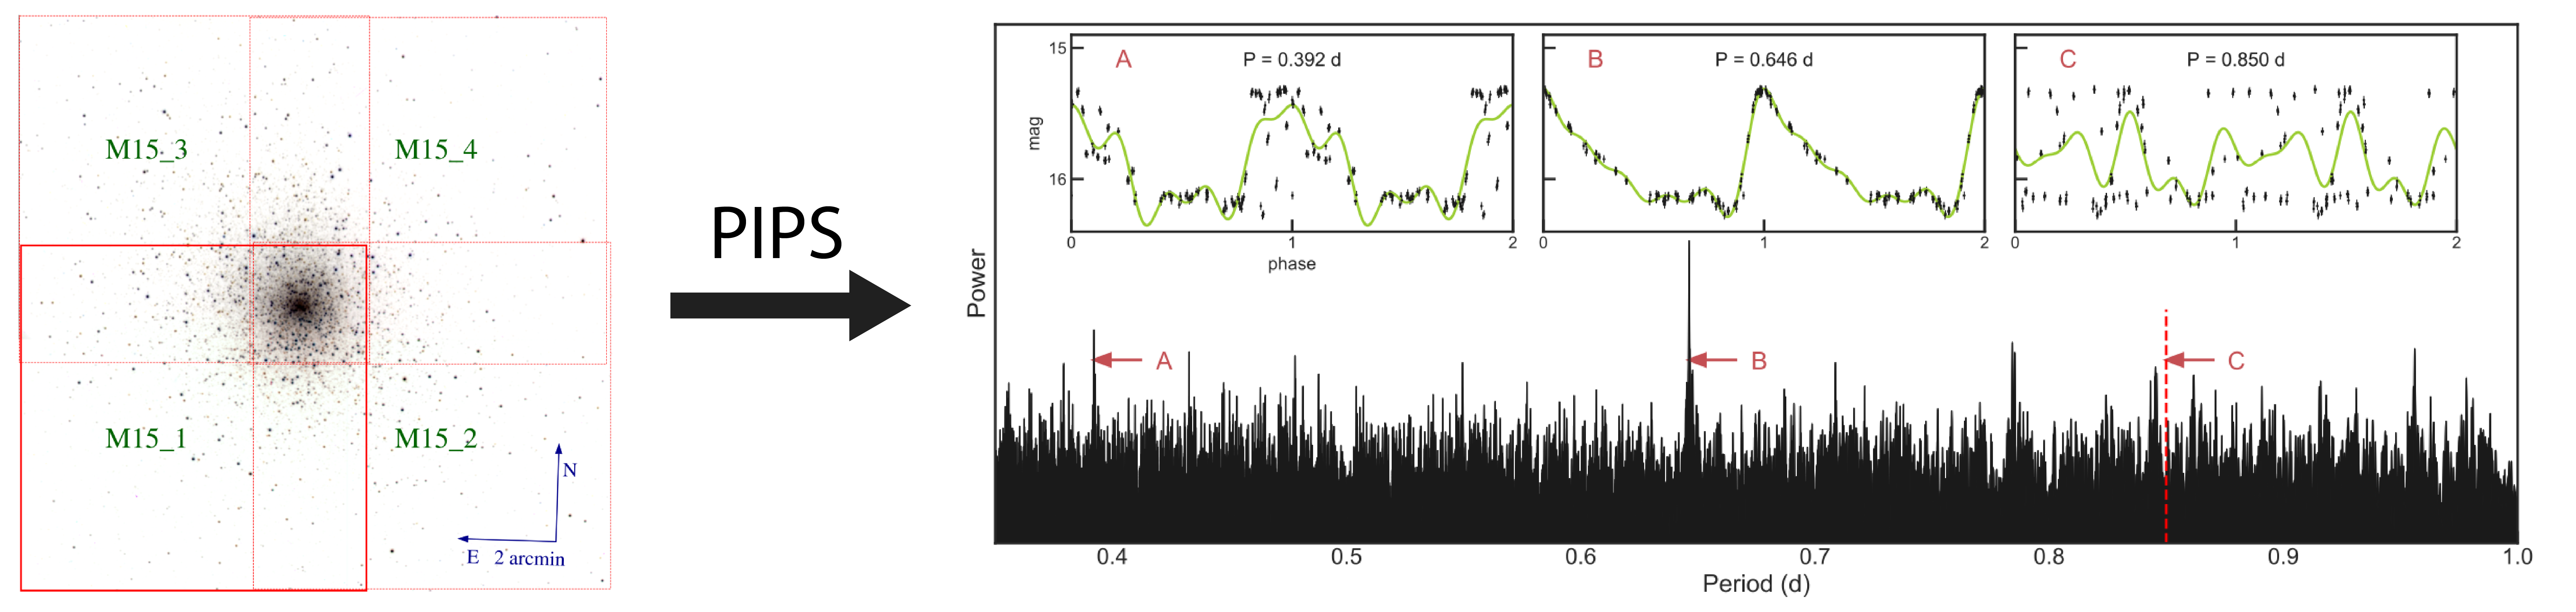 M15_3
M15_4
M15_1
M15_2
N
E 2 arcmin
PIPS
A
P = 0.392 d
15
16
mag
0
1
2
phase
B
P = 0.646 d
0
1
2
C
P = 0.850 d
0
1
2
Power
A
B
C
0.4
0.5
0.6
0.7
0.8
0.9
1.0
Period (d)